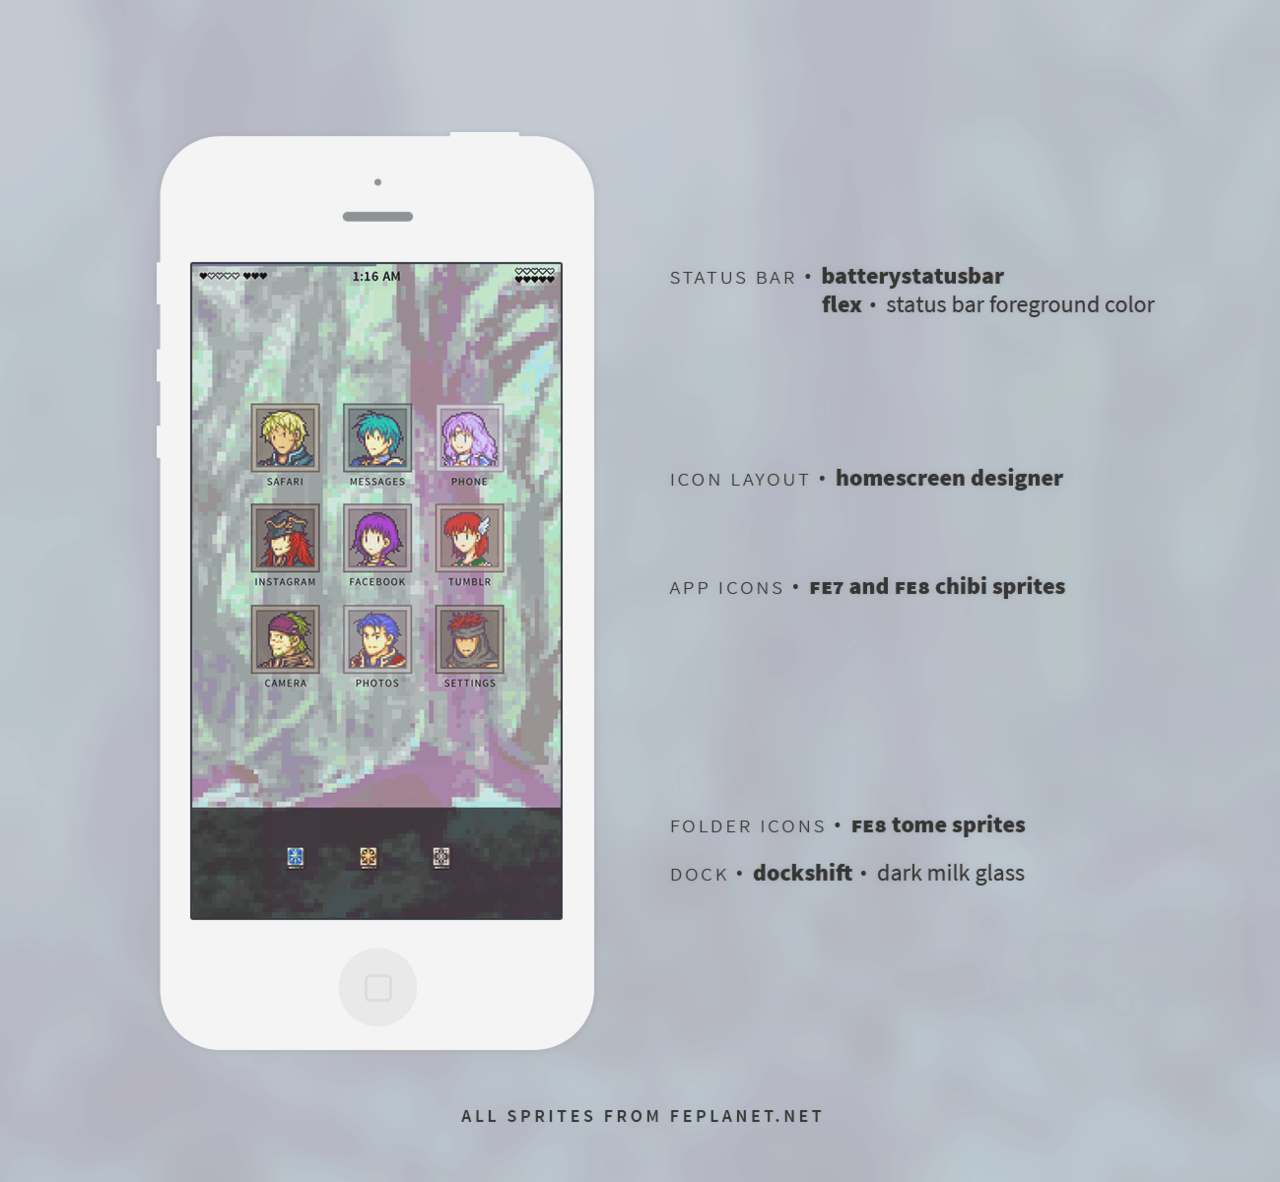 1:16 AM
SAFARI MESSAGES PHONE
INSTAGRAM FACEBOOK TUMBLR
CAMERA PHOTOS SETTINGS
STATUS BAR • batterystatusbar
flex • status bar foreground color
ICON LAYOUT • homescreen designer
APP ICONS • FE7 and FE8 chibi sprites
FOLDER ICONS • FE8 tome sprites
DOCK • dockshift • dark milk glass
ALL SPRITES FROM FEPLANET.NET